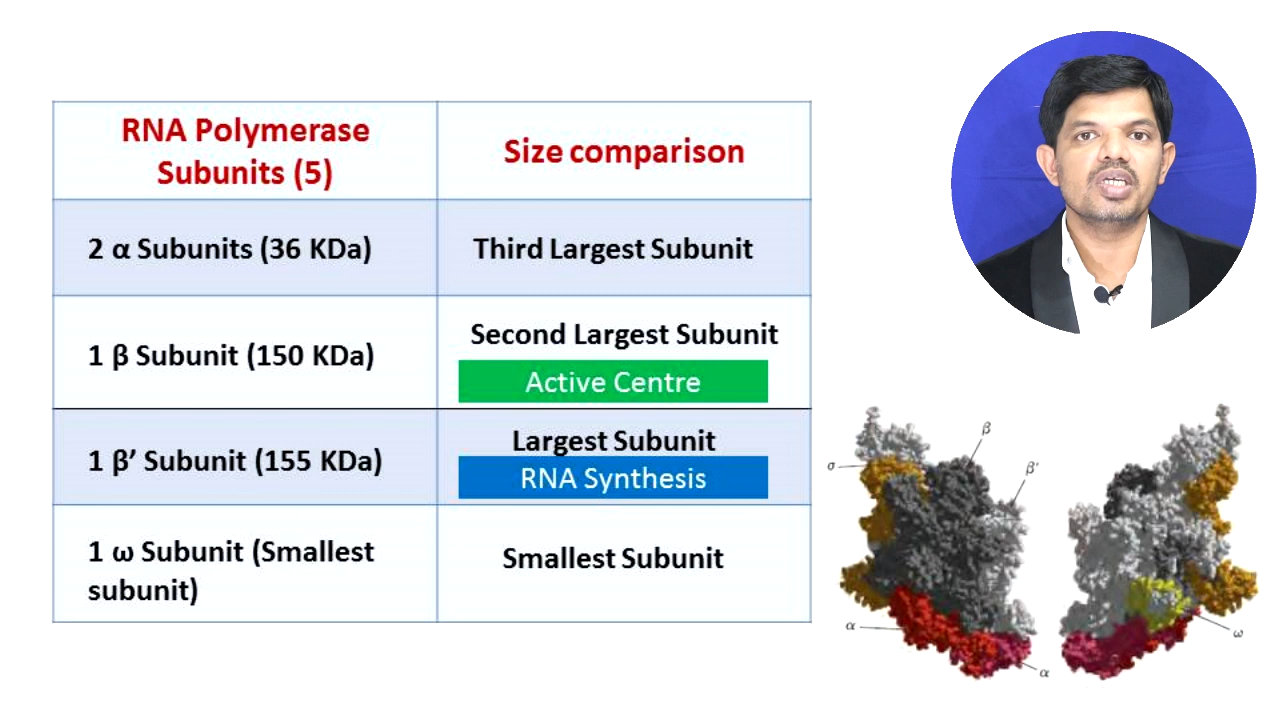 RNA Polymerase
Subunits (5)
Size comparison
2 α Subunits (36 KDa)
Third Largest Subunit
1 β Subunit (150 KDa)
Second Largest Subunit
Active Centre
1 β’ Subunit (155 KDa)
Largest Subunit
RNA Synthesis
1 ω Subunit (Smallest
subunit)
Smallest Subunit
β
σ
β'
α
α
ω